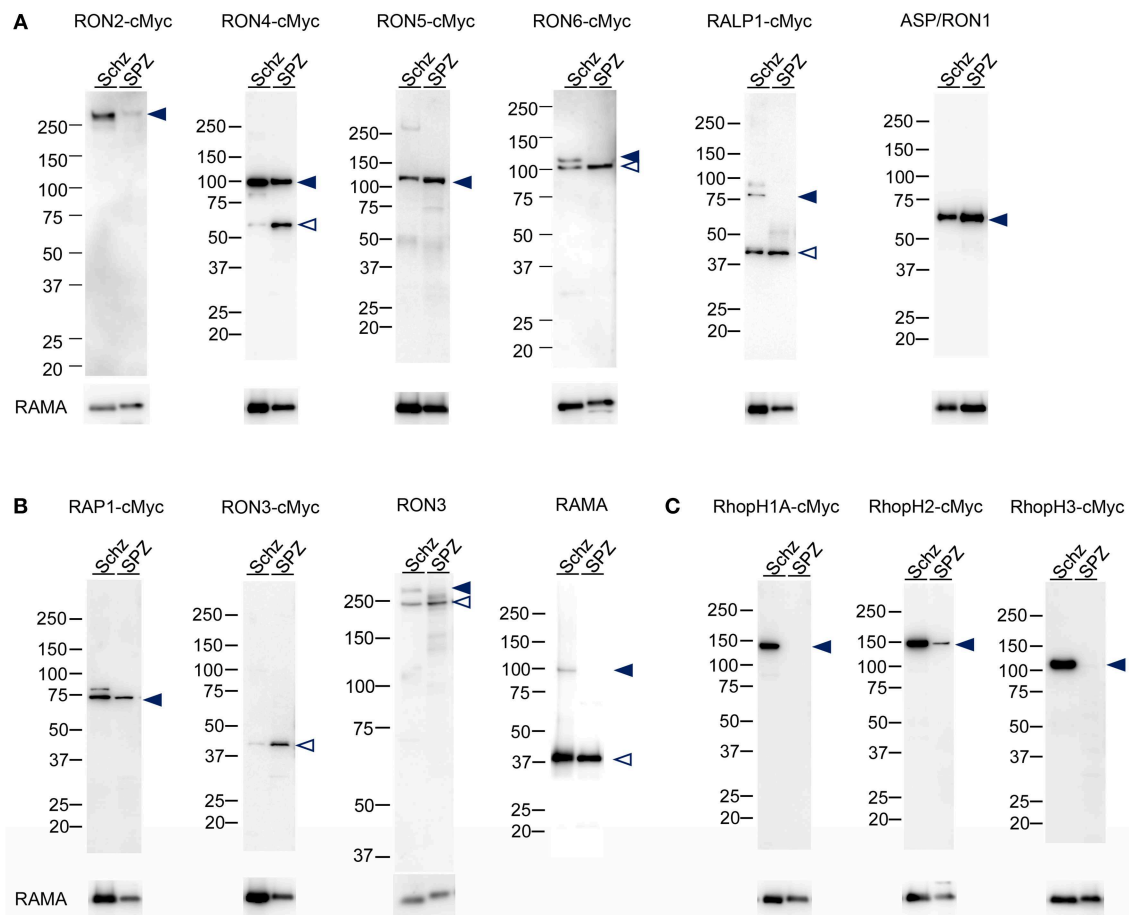 A
RON2-cMyc RON4-cMyc RON5-cMyc RON6-cMyc RALP1-cMyc ASP/RON1
Schz SPZ Schz SPZ Schz SPZ Schz SPZ Schz SPZ Schz SPZ
250 150 100 75 50 37 25 20
250 150 100 75 50 37 25 20
250 150 100 75 50 37 25 20
250 150 100 75 50 37 25 20
250 150 100 75 50 37 25 20
250 150 100 75 50 37 25 20
RAMA
B
RAP1-cMyc RON3-cMyc RON3 RAMA
Schz SPZ Schz SPZ Schz SPZ Schz SPZ
250 150 100 75 50 37 25 20
250 150 100 75 50 37 25 20
250 150 100 75 50 37
250 150 100 75 50 37 25 20
C
RhopH1A-cMyc RhopH2-cMyc RhopH3-cMyc
Schz SPZ Schz SPZ Schz SPZ
250 150 100 75 50 37 25 20
250 150 100 75 50 37 25 20
250 150 100 75 50 37 25 20
RAMA